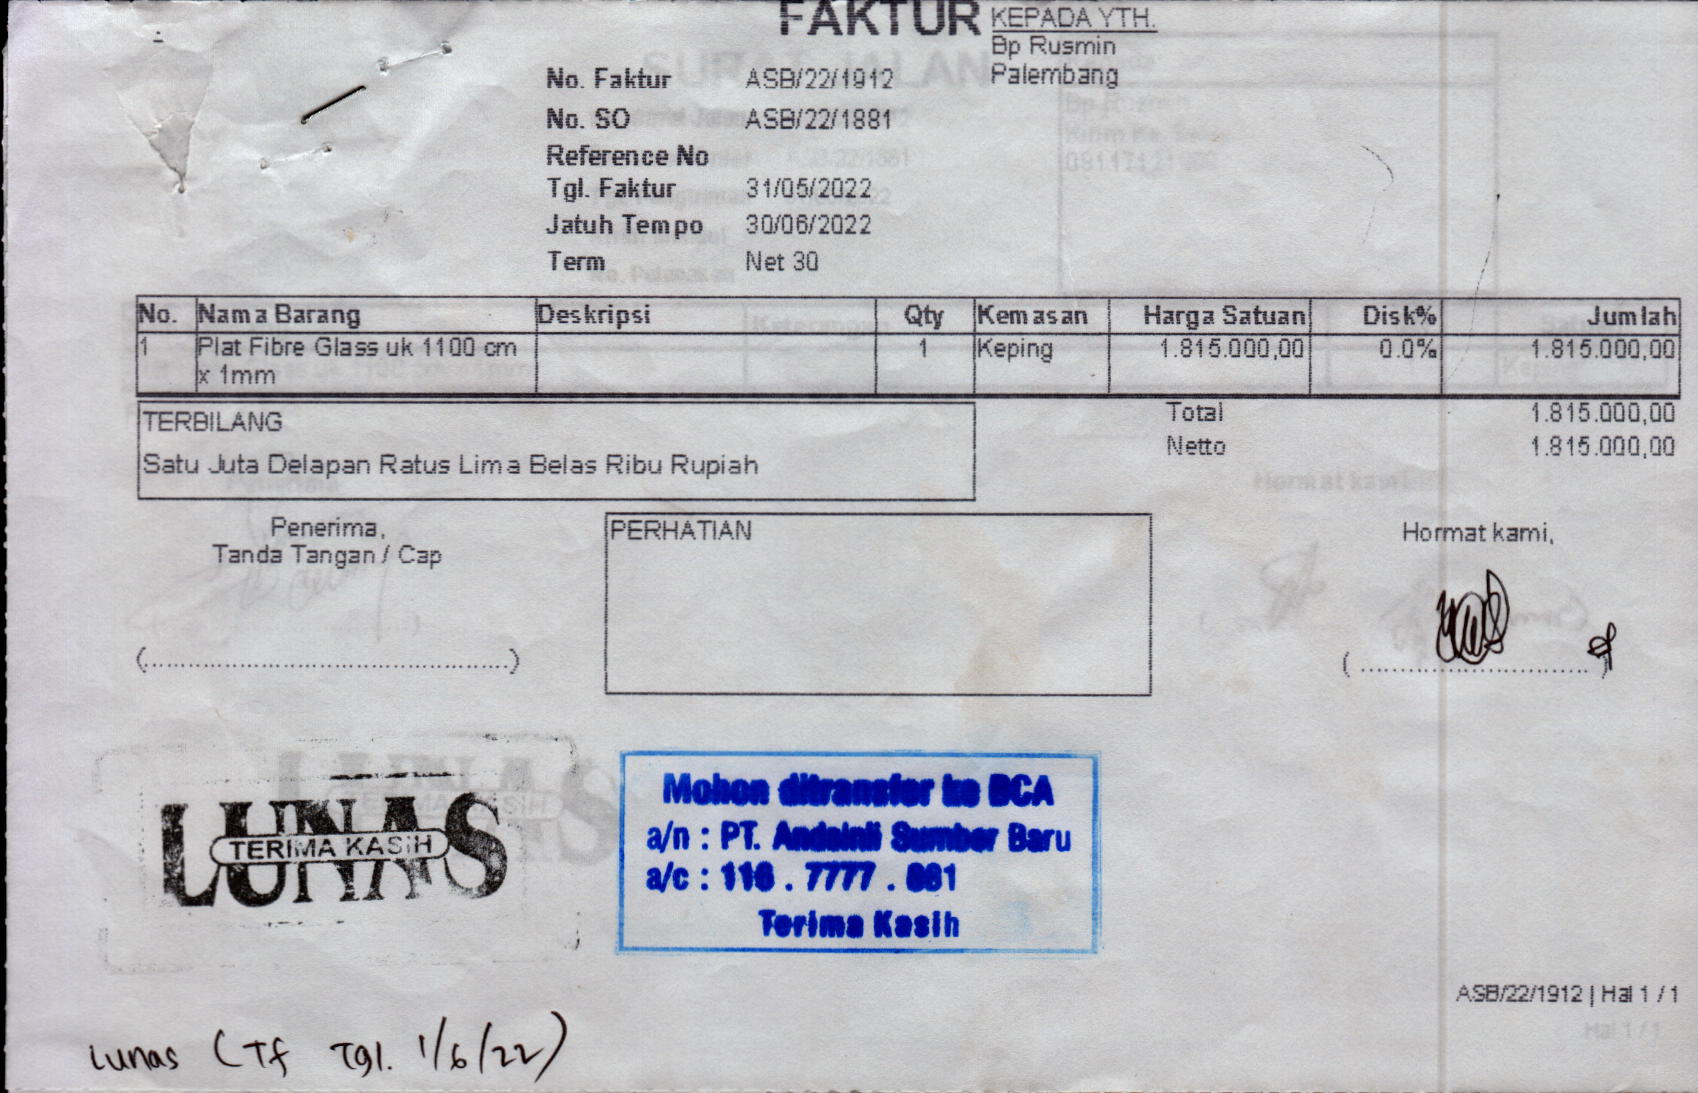 FAKTUR
KEPADA YTH.
Bp Rusmin
Palembang
No. Faktur ASB/22/1912
No. SO ASB/22/1881
Reference No
Tgl. Faktur 31/05/2022
Jatuh Tempo 30/06/2022
Term Net 30
No. Nama Barang Deskripsi Qty Kemasan Harga Satuan Disk% Jumlah
1 Plat Fibre Glass uk 1100 cm 1 Keping 1.815.000,00 0.0% 1.815.000,00
x 1mm
Total 1.815.000,00
Netto 1.815.000,00
TERBILANG
Satu Juta Delapan Ratus Lima Belas Ribu Rupiah
Penerima,
Tanda Tangan / Cap
PERHATIAN
Hormat kami,
LUNAS
TERIMA KASIH
Mohon ditransfer ke BCA
a/n : PT. Sumber Baru
a/c : 7777
Terima Kasih
ASB/22/1912 | Hal 1 / 1
Hal 1 / 1
Lunas (Tf Tgl. 1/6/22)